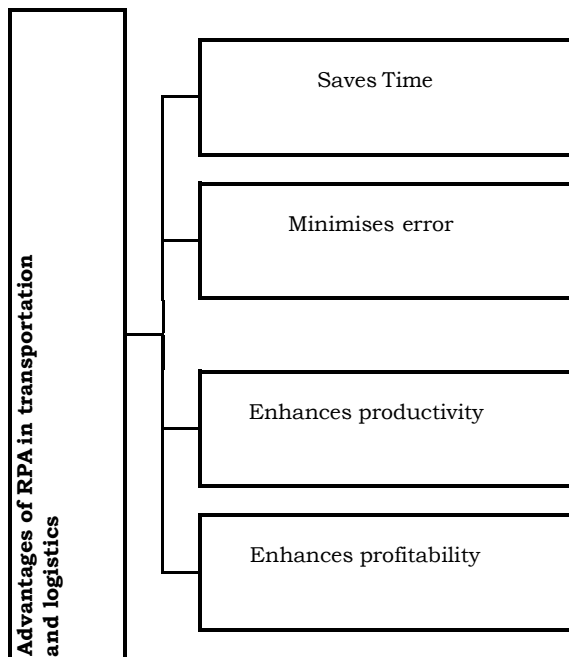 Advantages of RPA in transportation
and logistics
Saves Time
Minimises error
Enhances productivity
Enhances profitability